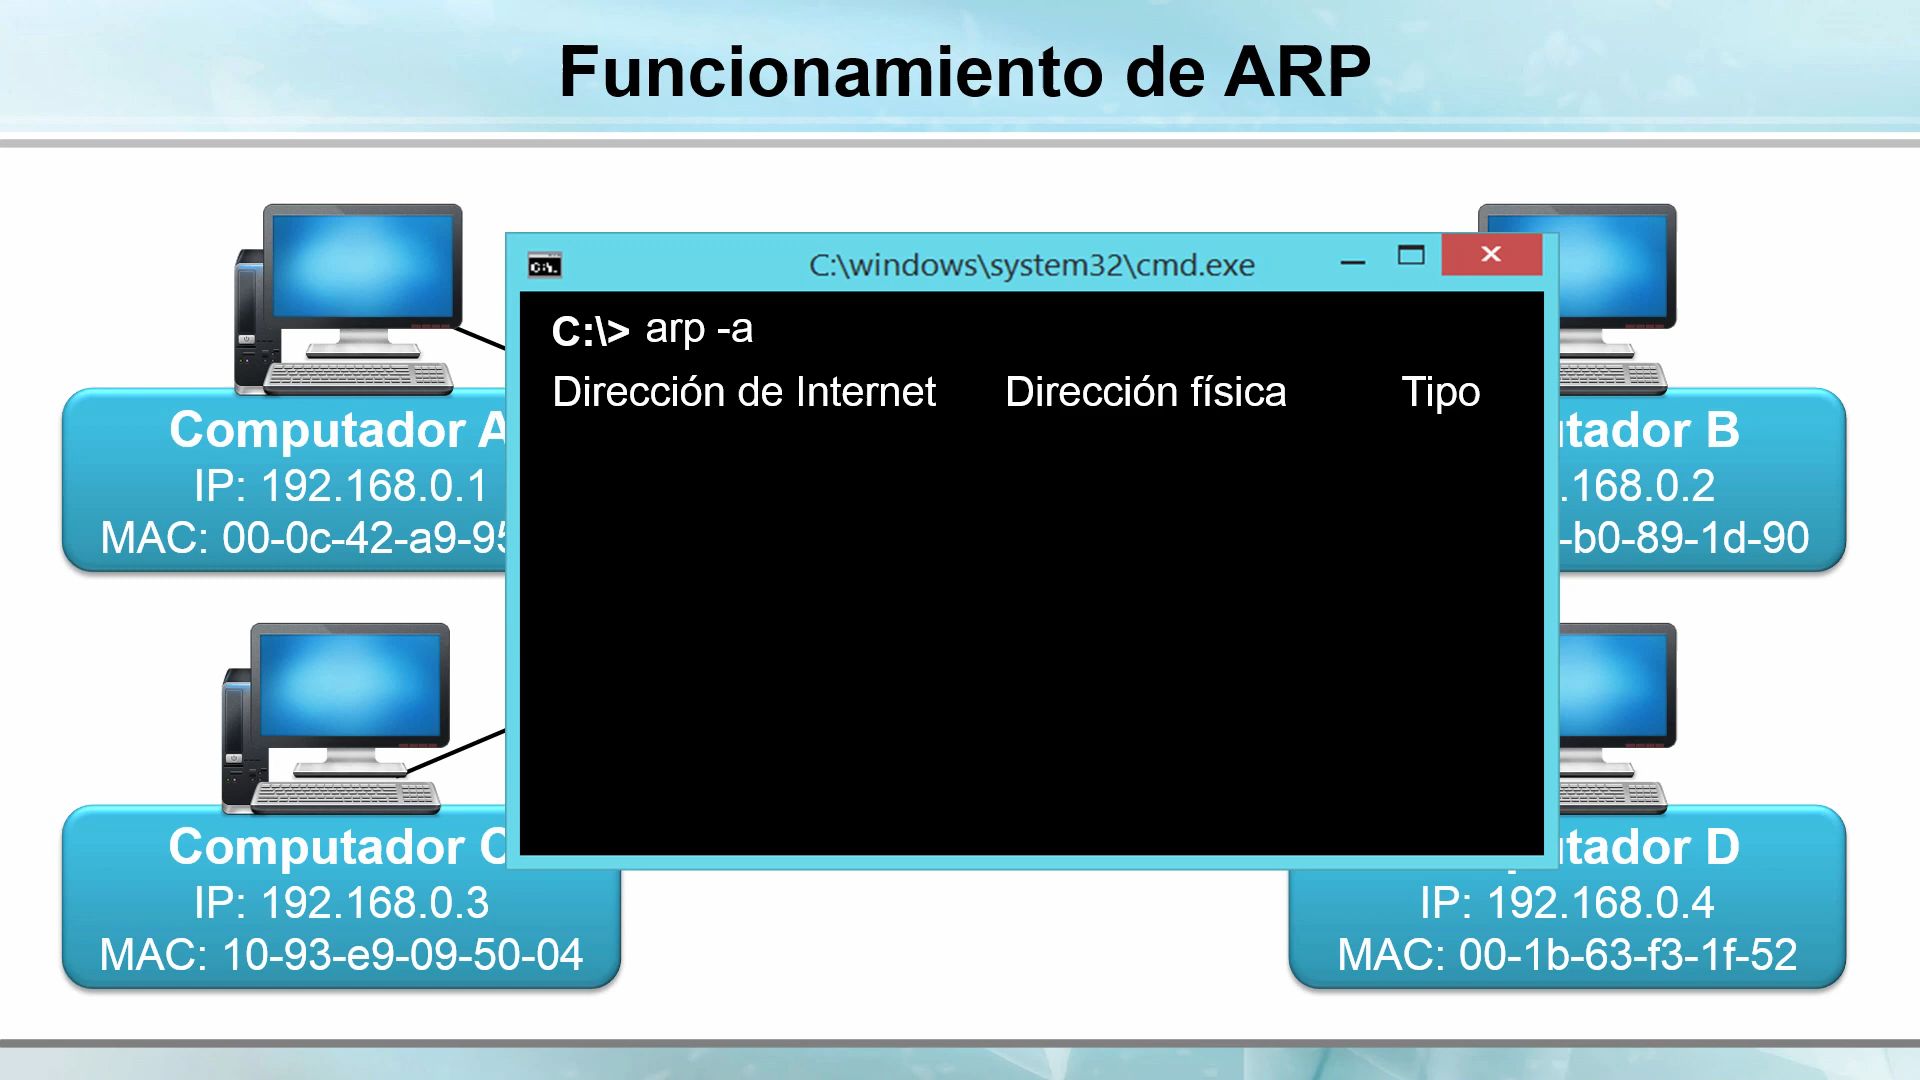 Funcionamiento de ARP
C:\windows\system32\cmd.exe
C:\> arp -a
Dirección de Internet Dirección física Tipo
Computador A
IP: 192.168.0.1
MAC: 00-0c-42-a9-95
tador B
.168.0.2
-b0-89-1d-90
Computador C
IP: 192.168.0.3
MAC: 10-93-e9-09-50-04
tador D
IP: 192.168.0.4
MAC: 00-1b-63-f3-1f-52